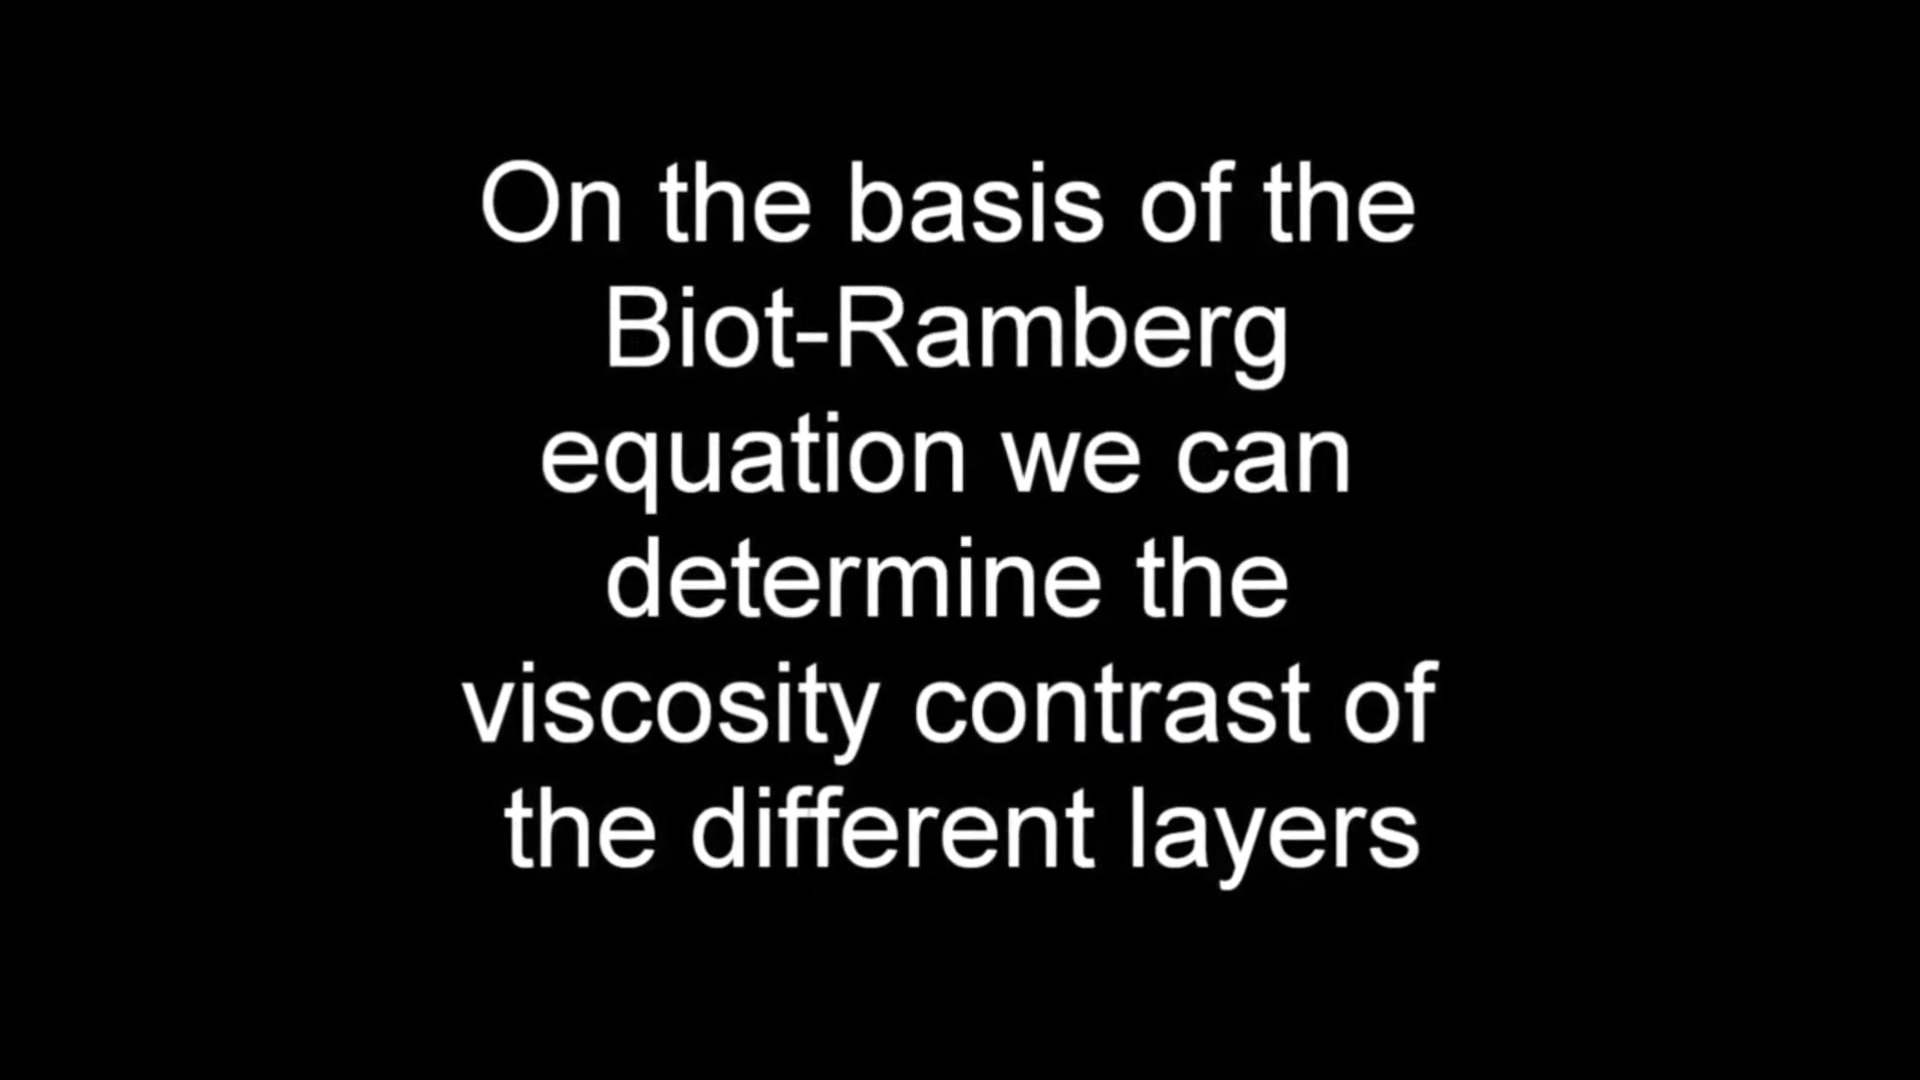 On the basis of the
Biot-Ramberg
equation we can
determine the
viscosity contrast of
the different layers